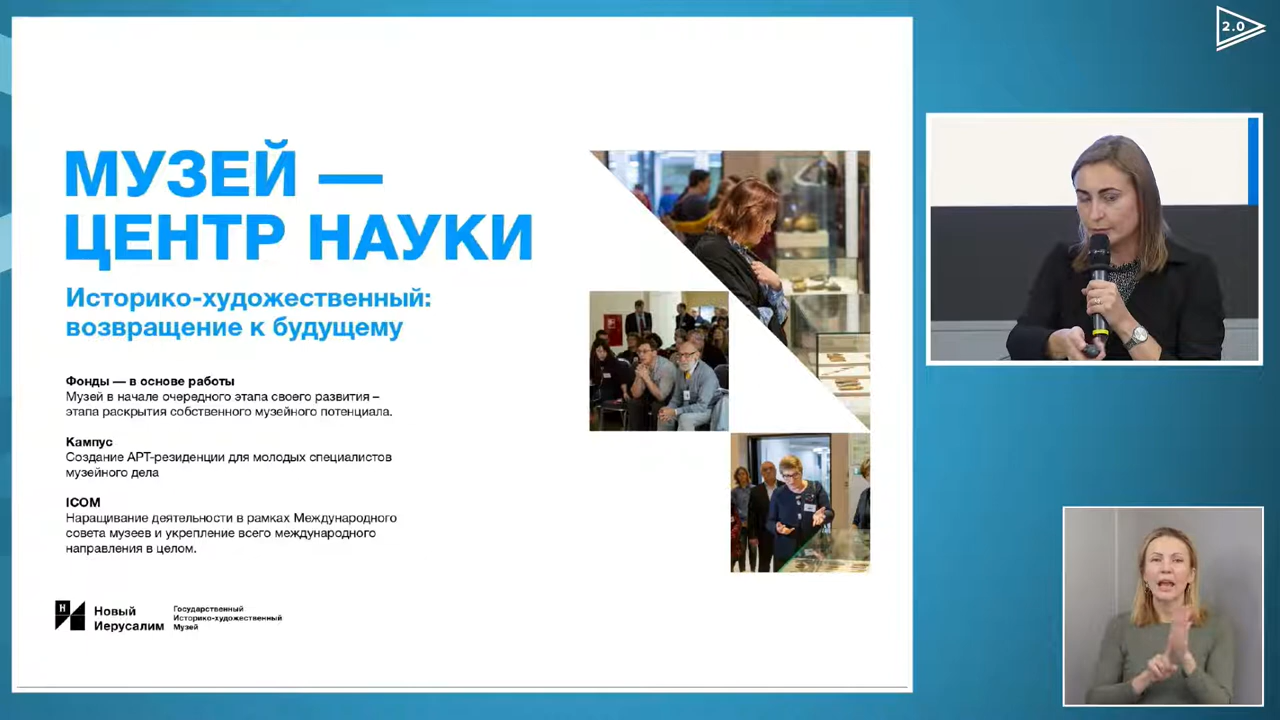 2.0
МУЗЕЙ —
ЦЕНТР НАУКИ
Историко-художественный:
возвращение к будущему
Фонды — в основе работы
Музей в начале очередного этапа своего развития –
этапа раскрытия собственного музейного потенциала.
Кампус
Создание АРТ-резиденции для молодых специалистов
музейного дела
ICOM
Наращивание деятельности в рамках Международного
совета музеев и укрепление всего международного
направления в целом.
Н
Новый
Иерусалим
Государственный
Историко-художественный
Музей